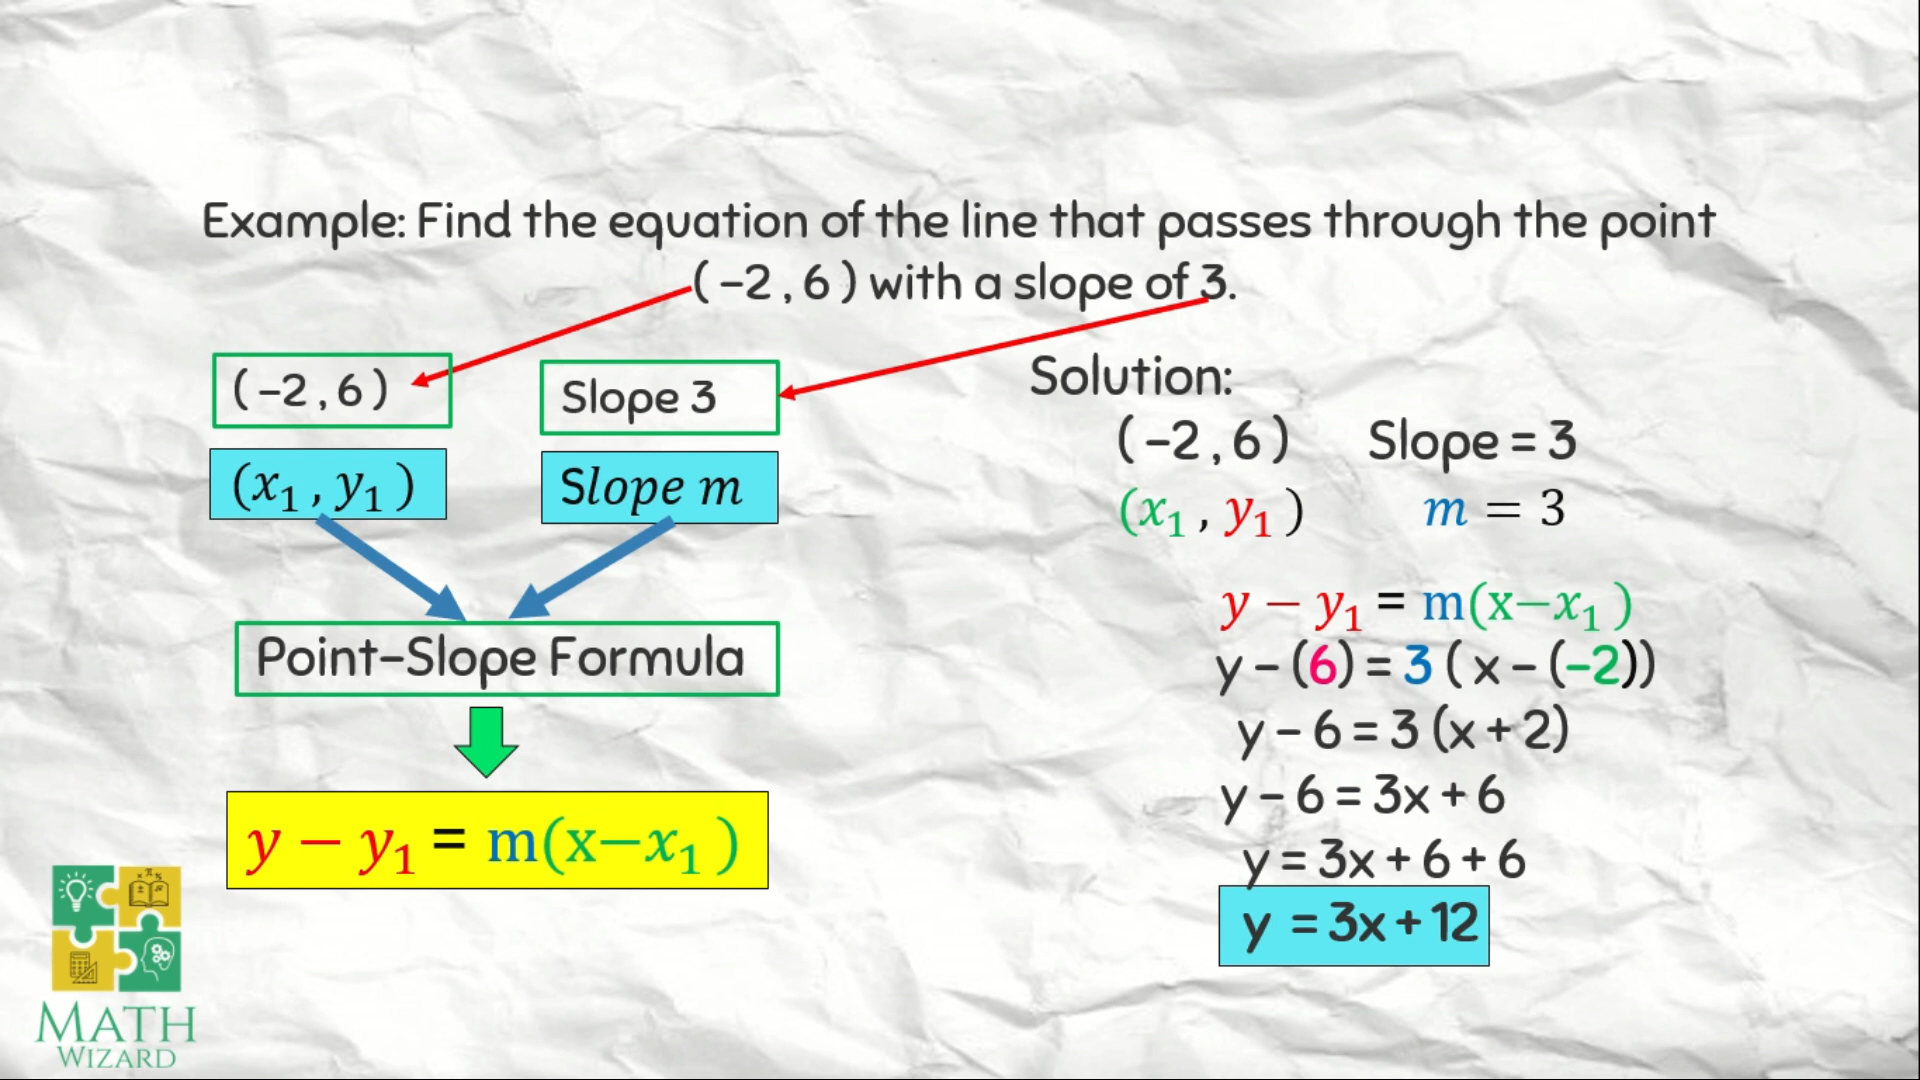 Example: Find the equation of the line that passes through the point
( -2 , 6 ) with a slope of 3.
( -2 , 6 )
Slope 3
(x₁ , y₁ )
Slope m
Point-Slope Formula
y − y₁ = m(x−x₁ )
Solution:
( -2 , 6 ) Slope = 3
(x₁ , y₁ ) m = 3
y − y₁ = m(x−x₁ )
y - (6) = 3 ( x - (-2))
y - 6 = 3 (x + 2)
y - 6 = 3x + 6
y = 3x + 6 + 6
y = 3x + 12
MATH
WIZARD